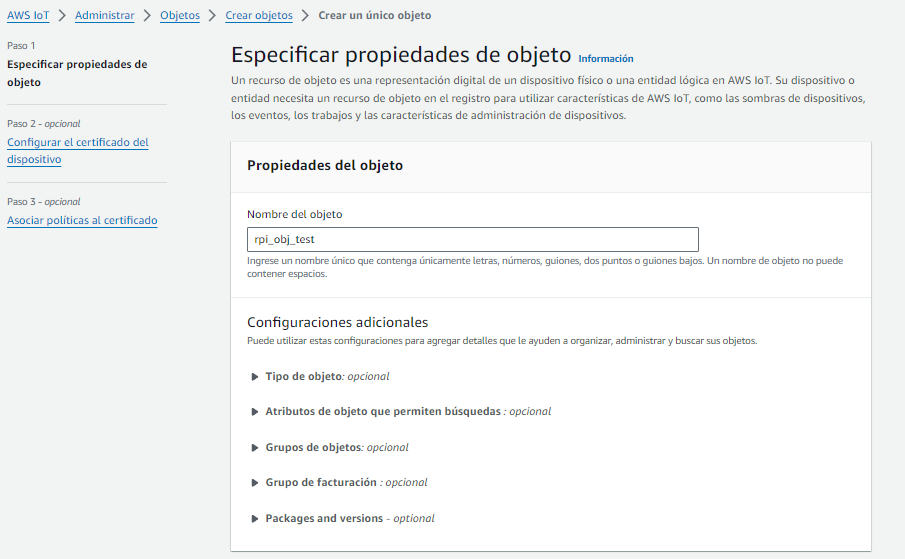 AWS IoT > Administrar > Objetos > Crear objetos > Crear un único objeto
Paso 1
Especificar propiedades de
objeto
Paso 2 - opcional
Configurar el certificado del
dispositivo
Paso 3 - opcional
Asociar políticas al certificado
Especificar propiedades de objeto Información
Un recurso de objeto es una representación digital de un dispositivo físico o una entidad lógica en AWS IoT. Su dispositivo o
entidad necesita un recurso de objeto en el registro para utilizar características de AWS IoT, como las sombras de dispositivos,
los eventos, los trabajos y las características de administración de dispositivos.
Propiedades del objeto
Nombre del objeto
rpi_obj_test
Ingrese un nombre único que contenga únicamente letras, números, guiones, dos puntos o guiones bajos. Un nombre de objeto no puede
contener espacios.
Configuraciones adicionales
Puede utilizar estas configuraciones para agregar detalles que le ayuden a organizar, administrar y buscar sus objetos.
Tipo de objeto: opcional
Atributos de objeto que permiten búsquedas : opcional
Grupos de objetos: opcional
Grupo de facturación : opcional
Packages and versions - optional